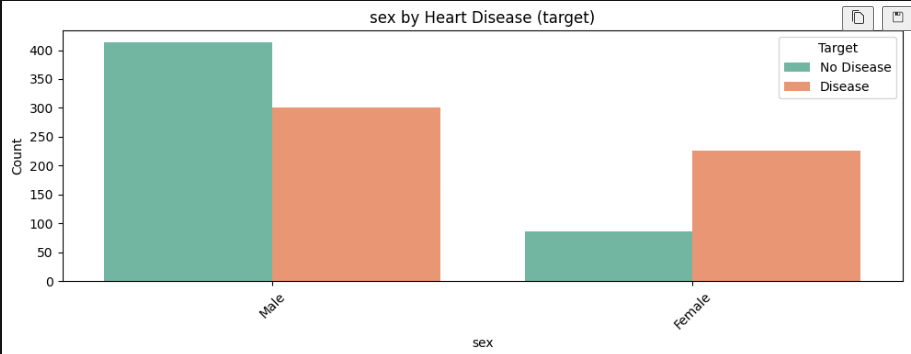 sex by Heart Disease (target)
Target
No Disease
Disease
400
350
300
250
200
150
100
50
0
Count
Male
Female
sex